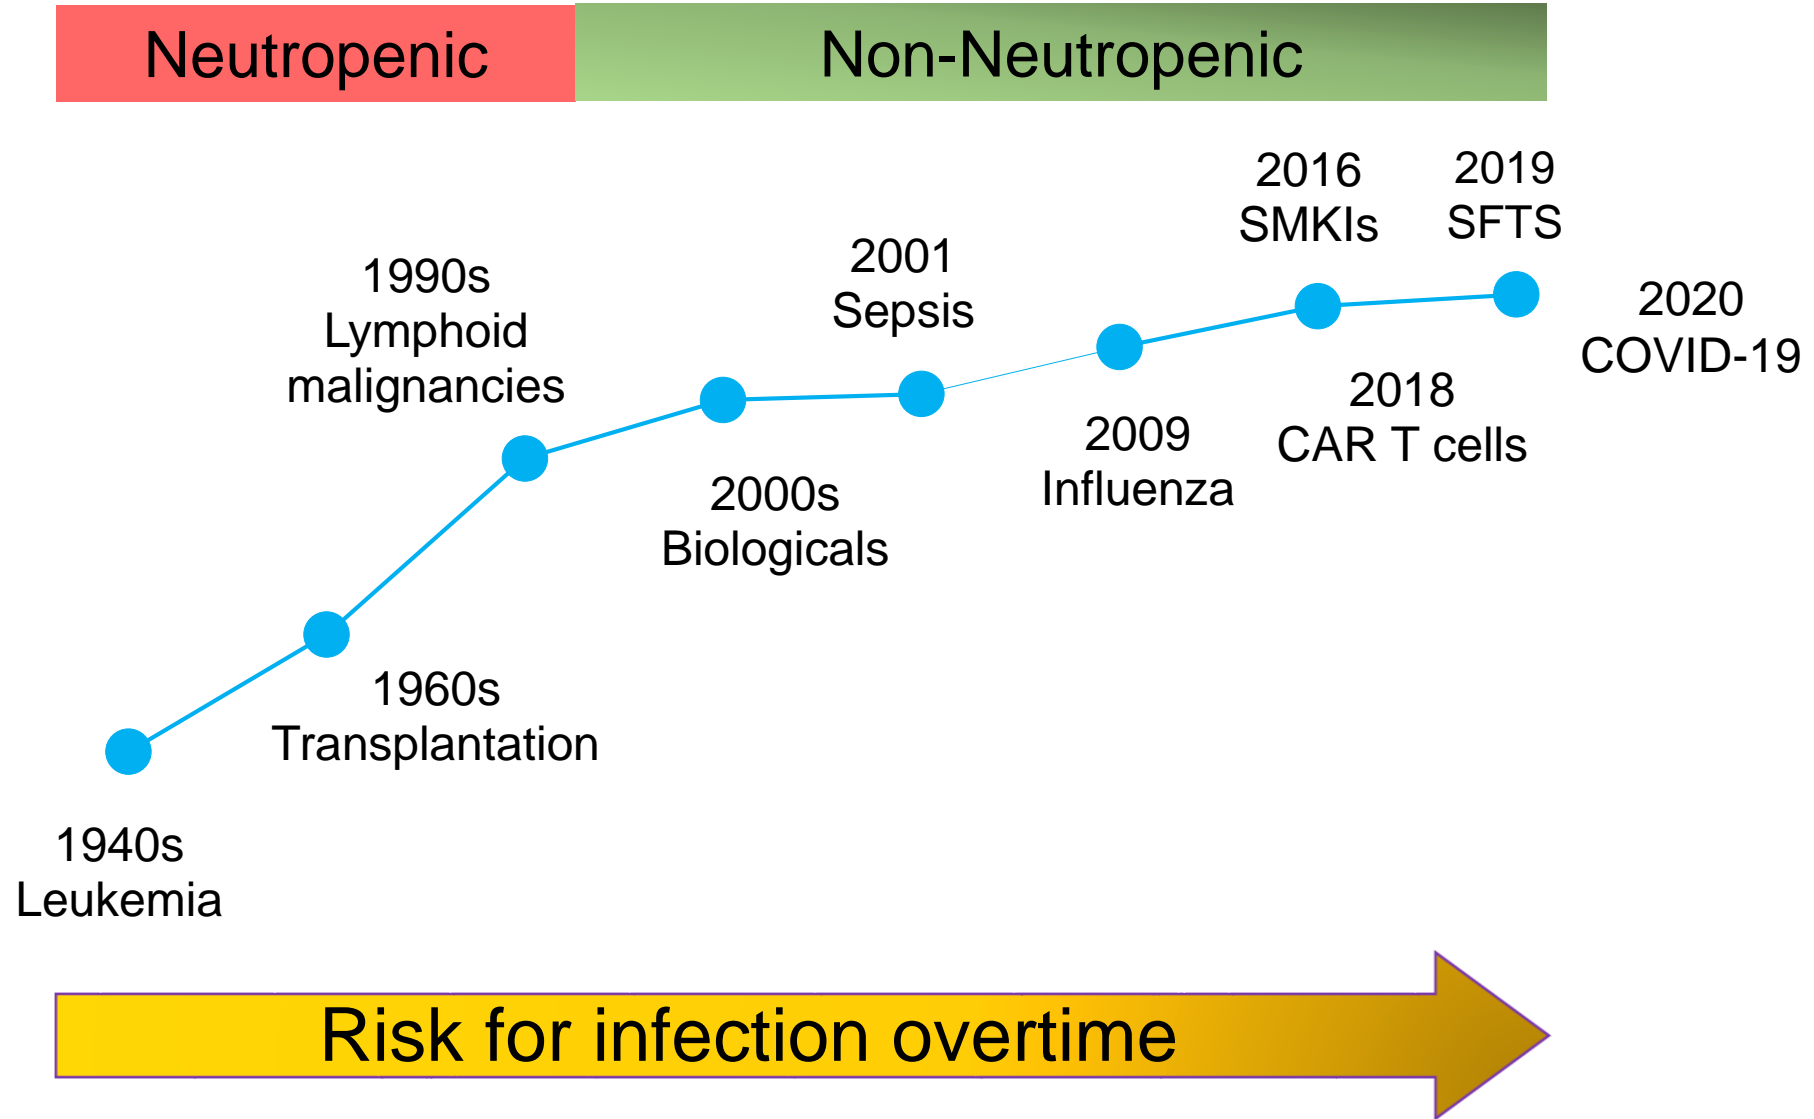 Neutropenic
Non-Neutropenic
1940s
Leukemia
1960s
Transplantation
1990s
Lymphoid
malignancies
2000s
Biologicals
2001
Sepsis
2009
Influenza
2016
SMKIs
2018
CAR T cells
2019
SFTS
2020
COVID-19
Risk for infection overtime